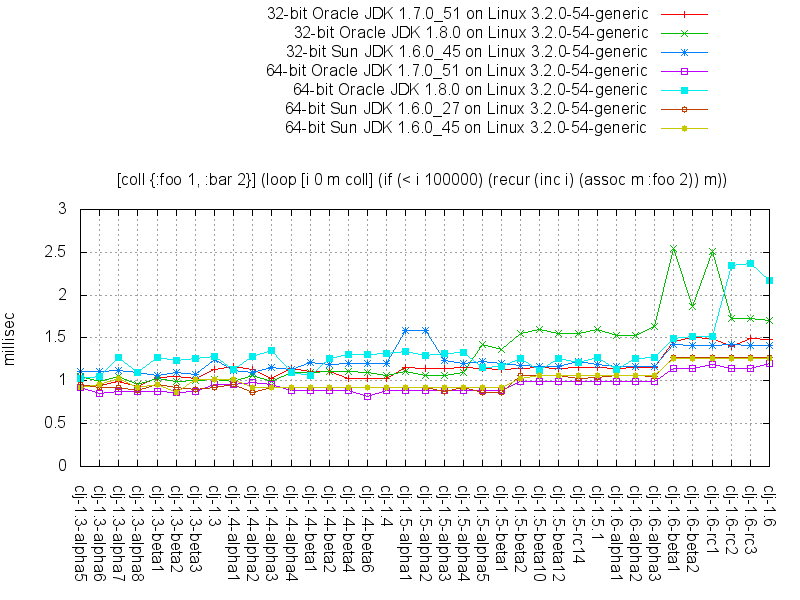 32-bit Oracle JDK 1.7.0_51 on Linux 3.2.0-54-generic
32-bit Oracle JDK 1.8.0 on Linux 3.2.0-54-generic
32-bit Sun JDK 1.6.0_45 on Linux 3.2.0-54-generic
64-bit Oracle JDK 1.7.0_51 on Linux 3.2.0-54-generic
64-bit Oracle JDK 1.8.0 on Linux 3.2.0-54-generic
64-bit Sun JDK 1.6.0_27 on Linux 3.2.0-54-generic
64-bit Sun JDK 1.6.0_45 on Linux 3.2.0-54-generic
[coll {:foo 1, :bar 2}] (loop [i 0 m coll] (if (< i 100000) (recur (inc i) (assoc m :foo 2)) m))
3
2.5
2
1.5
1
0.5
0
millisec
clj-1.3-alpha5
clj-1.3-alpha6
clj-1.3-alpha7
clj-1.3-alpha8
clj-1.3-beta1
clj-1.3-beta2
clj-1.3-beta3
clj-1.3
clj-1.4-alpha1
clj-1.4-alpha2
clj-1.4-alpha3
clj-1.4-alpha4
clj-1.4-beta1
clj-1.4-beta2
clj-1.4-beta4
clj-1.4-beta6
clj-1.4
clj-1.5-alpha1
clj-1.5-alpha2
clj-1.5-alpha3
clj-1.5-alpha4
clj-1.5-alpha5
clj-1.5-beta1
clj-1.5-beta2
clj-1.5-beta10
clj-1.5-beta12
clj-1.5-rc14
clj-1.5.1
clj-1.6-alpha1
clj-1.6-alpha2
clj-1.6-alpha3
clj-1.6-beta1
clj-1.6-beta2
clj-1.6-rc1
clj-1.6-rc2
clj-1.6-rc3
clj-1.6